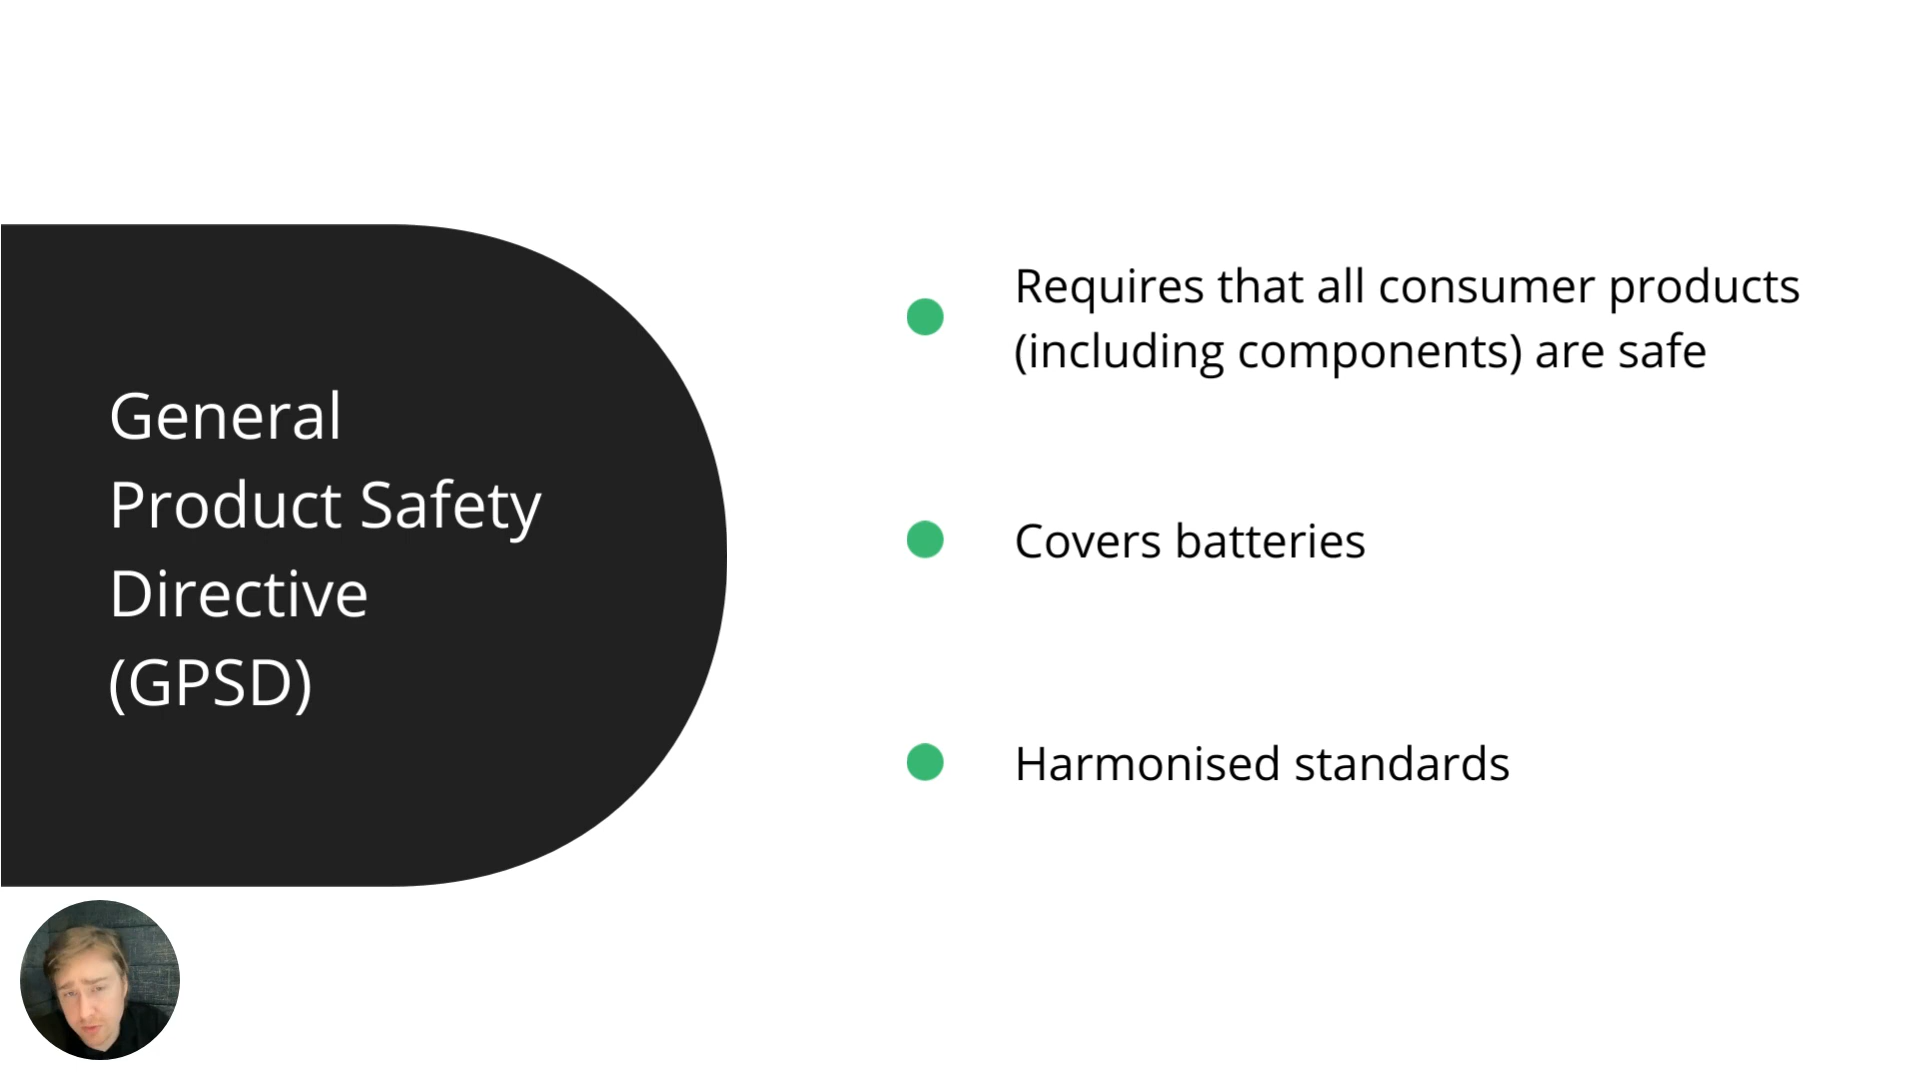 General
Product Safety
Directive
(GPSD)
Requires that all consumer products
(including components) are safe
Covers batteries
Harmonised standards